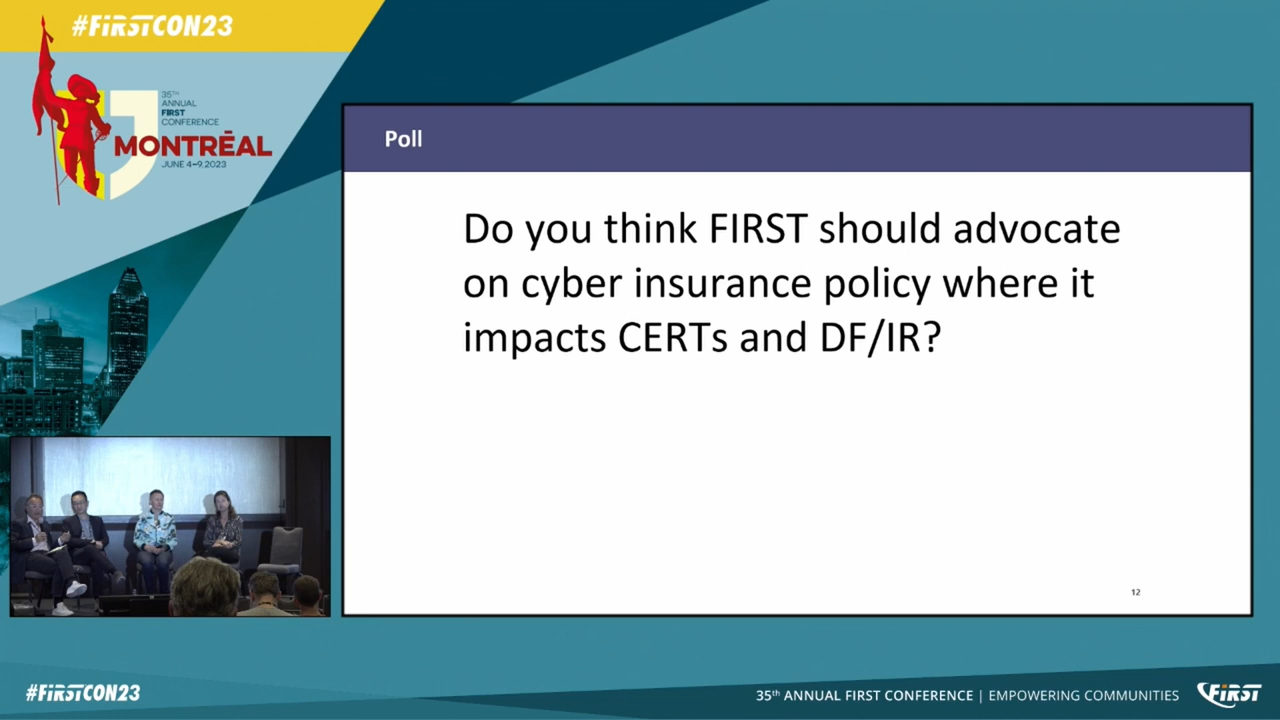 #FiRSTCON23
35TH
ANNUAL
FIRST
CONFERENCE
MONTRĒAL
JUNE 4–9, 2023
Poll
Do you think FIRST should advocate
on cyber insurance policy where it
impacts CERTs and DF/IR?
12
#FiRSTCON23
35th ANNUAL FIRST CONFERENCE | EMPOWERING COMMUNITIES
FiRST